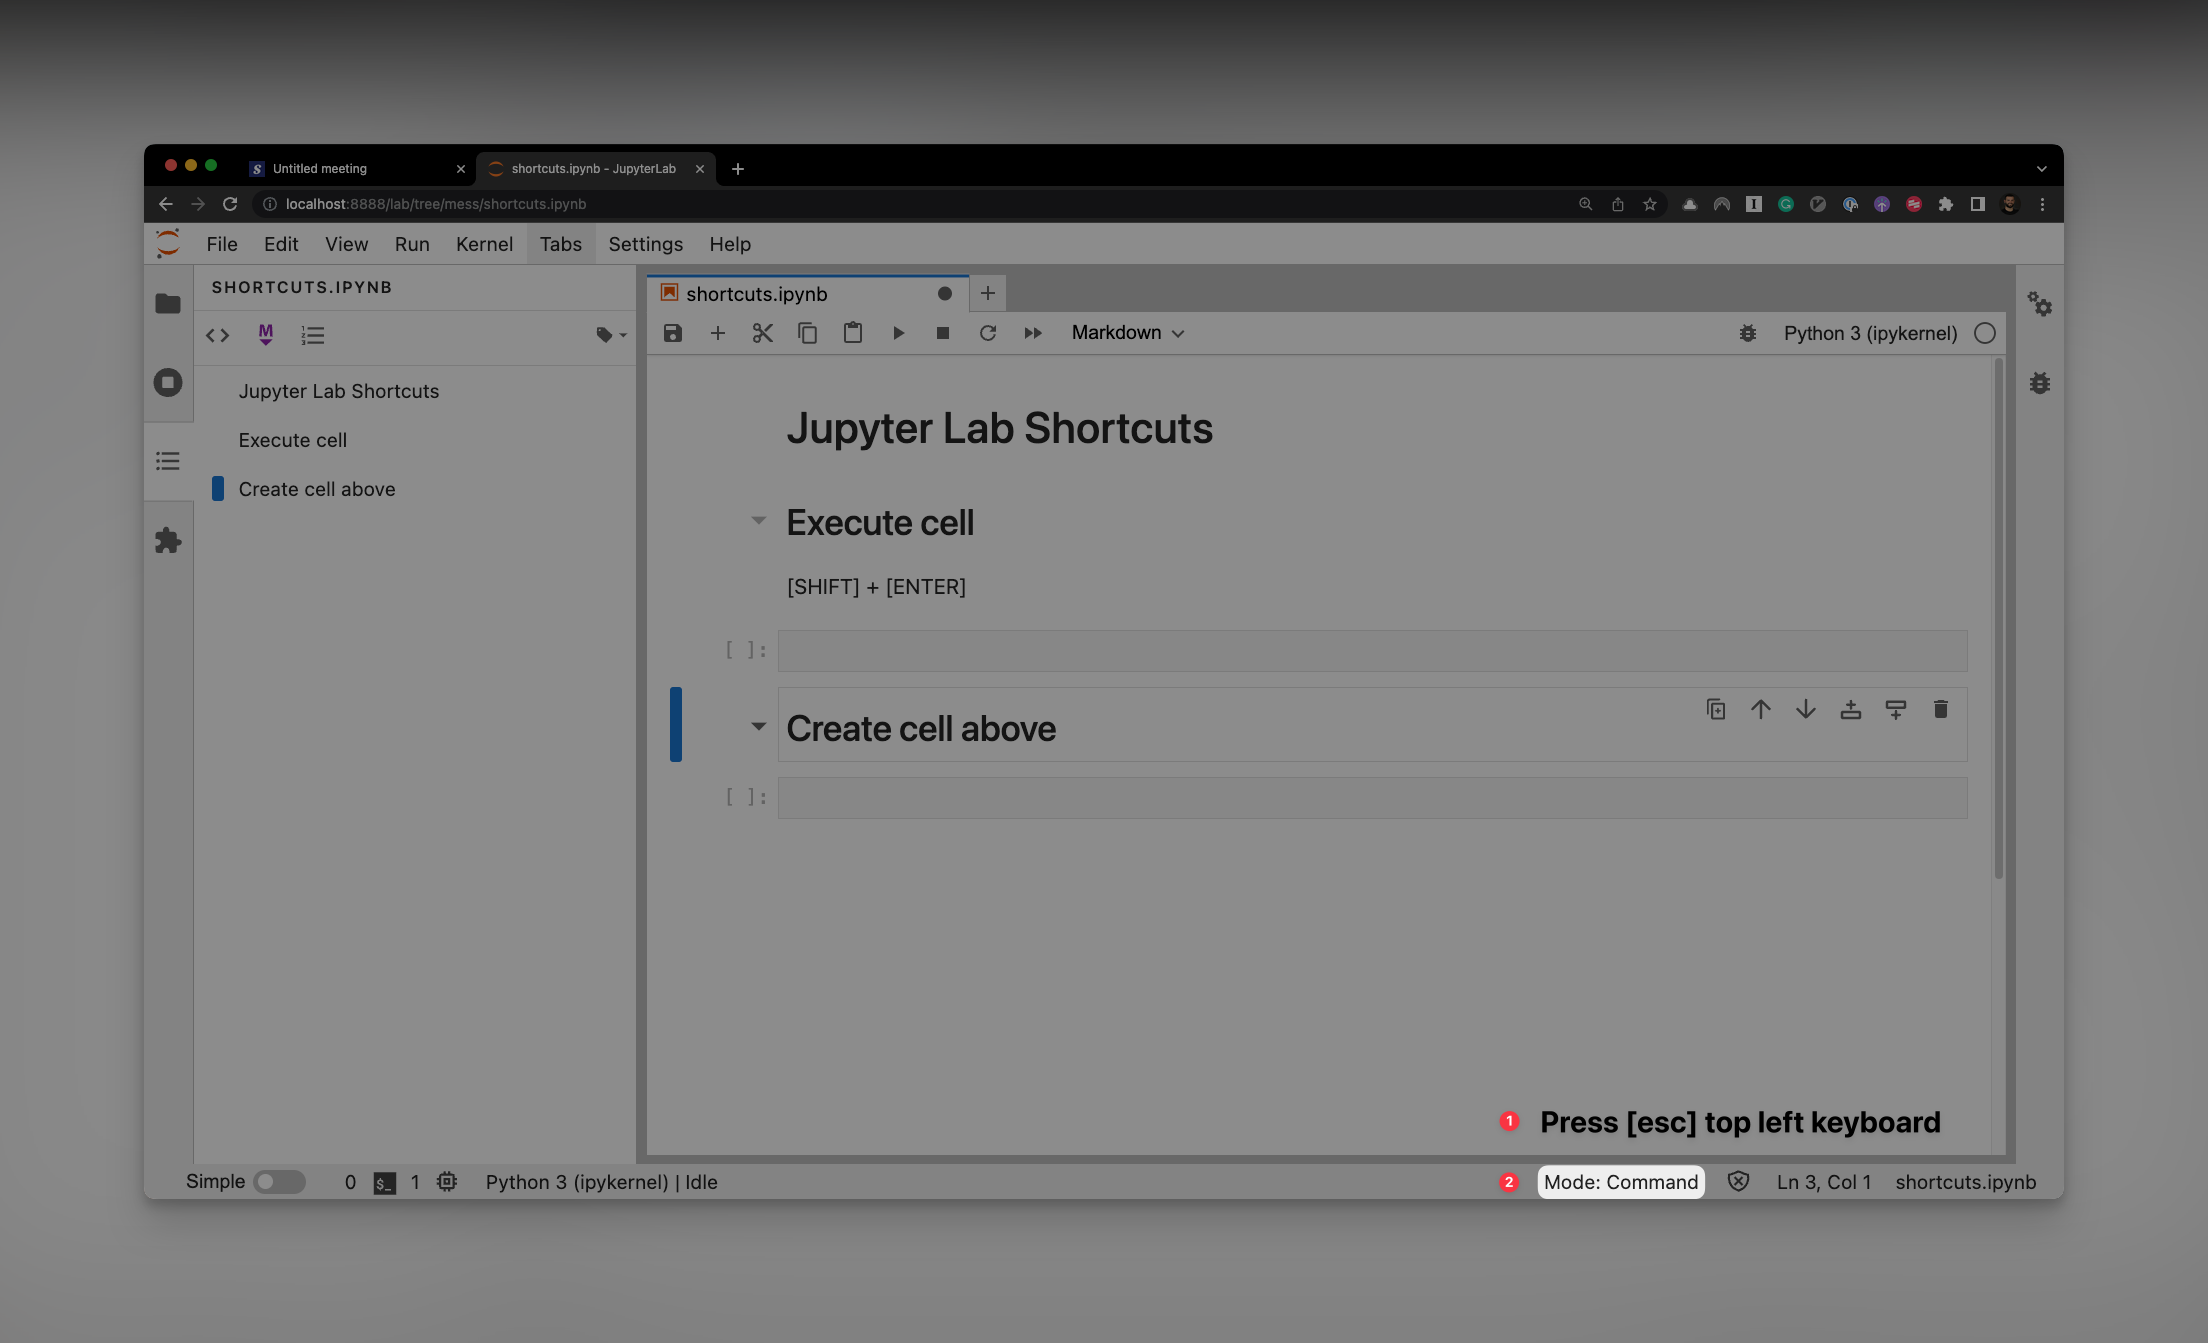 Untitled meeting
shortcuts.ipynb - JupyterLab
localhost:8888/lab/tree/mess/shortcuts.ipynb
File Edit View Run Kernel Tabs Settings Help
SHORTCUTS.IPYNB
M
Jupyter Lab Shortcuts
Execute cell
Create cell above
shortcuts.ipynb
Markdown
Python 3 (ipykernel)
Jupyter Lab Shortcuts
Execute cell
[SHIFT] + [ENTER]
[ ]:
Create cell above
[ ]:
1 Press [esc] top left keyboard
Simple 0 $_ 1 Python 3 (ipykernel) | Idle
2 Mode: Command Ln 3, Col 1 shortcuts.ipynb